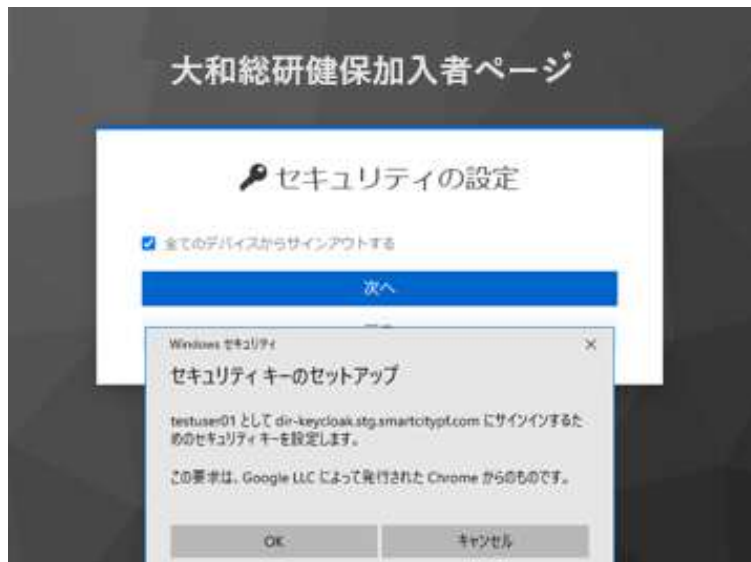 大和総研健保加入者ページ
セキュリティの設定
全てのデバイスからサインアウトする
次へ
Windows セキュリティ
セキュリティ キーのセットアップ
testuser01 として dir-keycloak.stg.smartcitypf.com にサインインするた
めのセキュリティ キーを設定します。
この要求は、Google LLC によって発行された Chrome からのものです。
OK
キャンセル